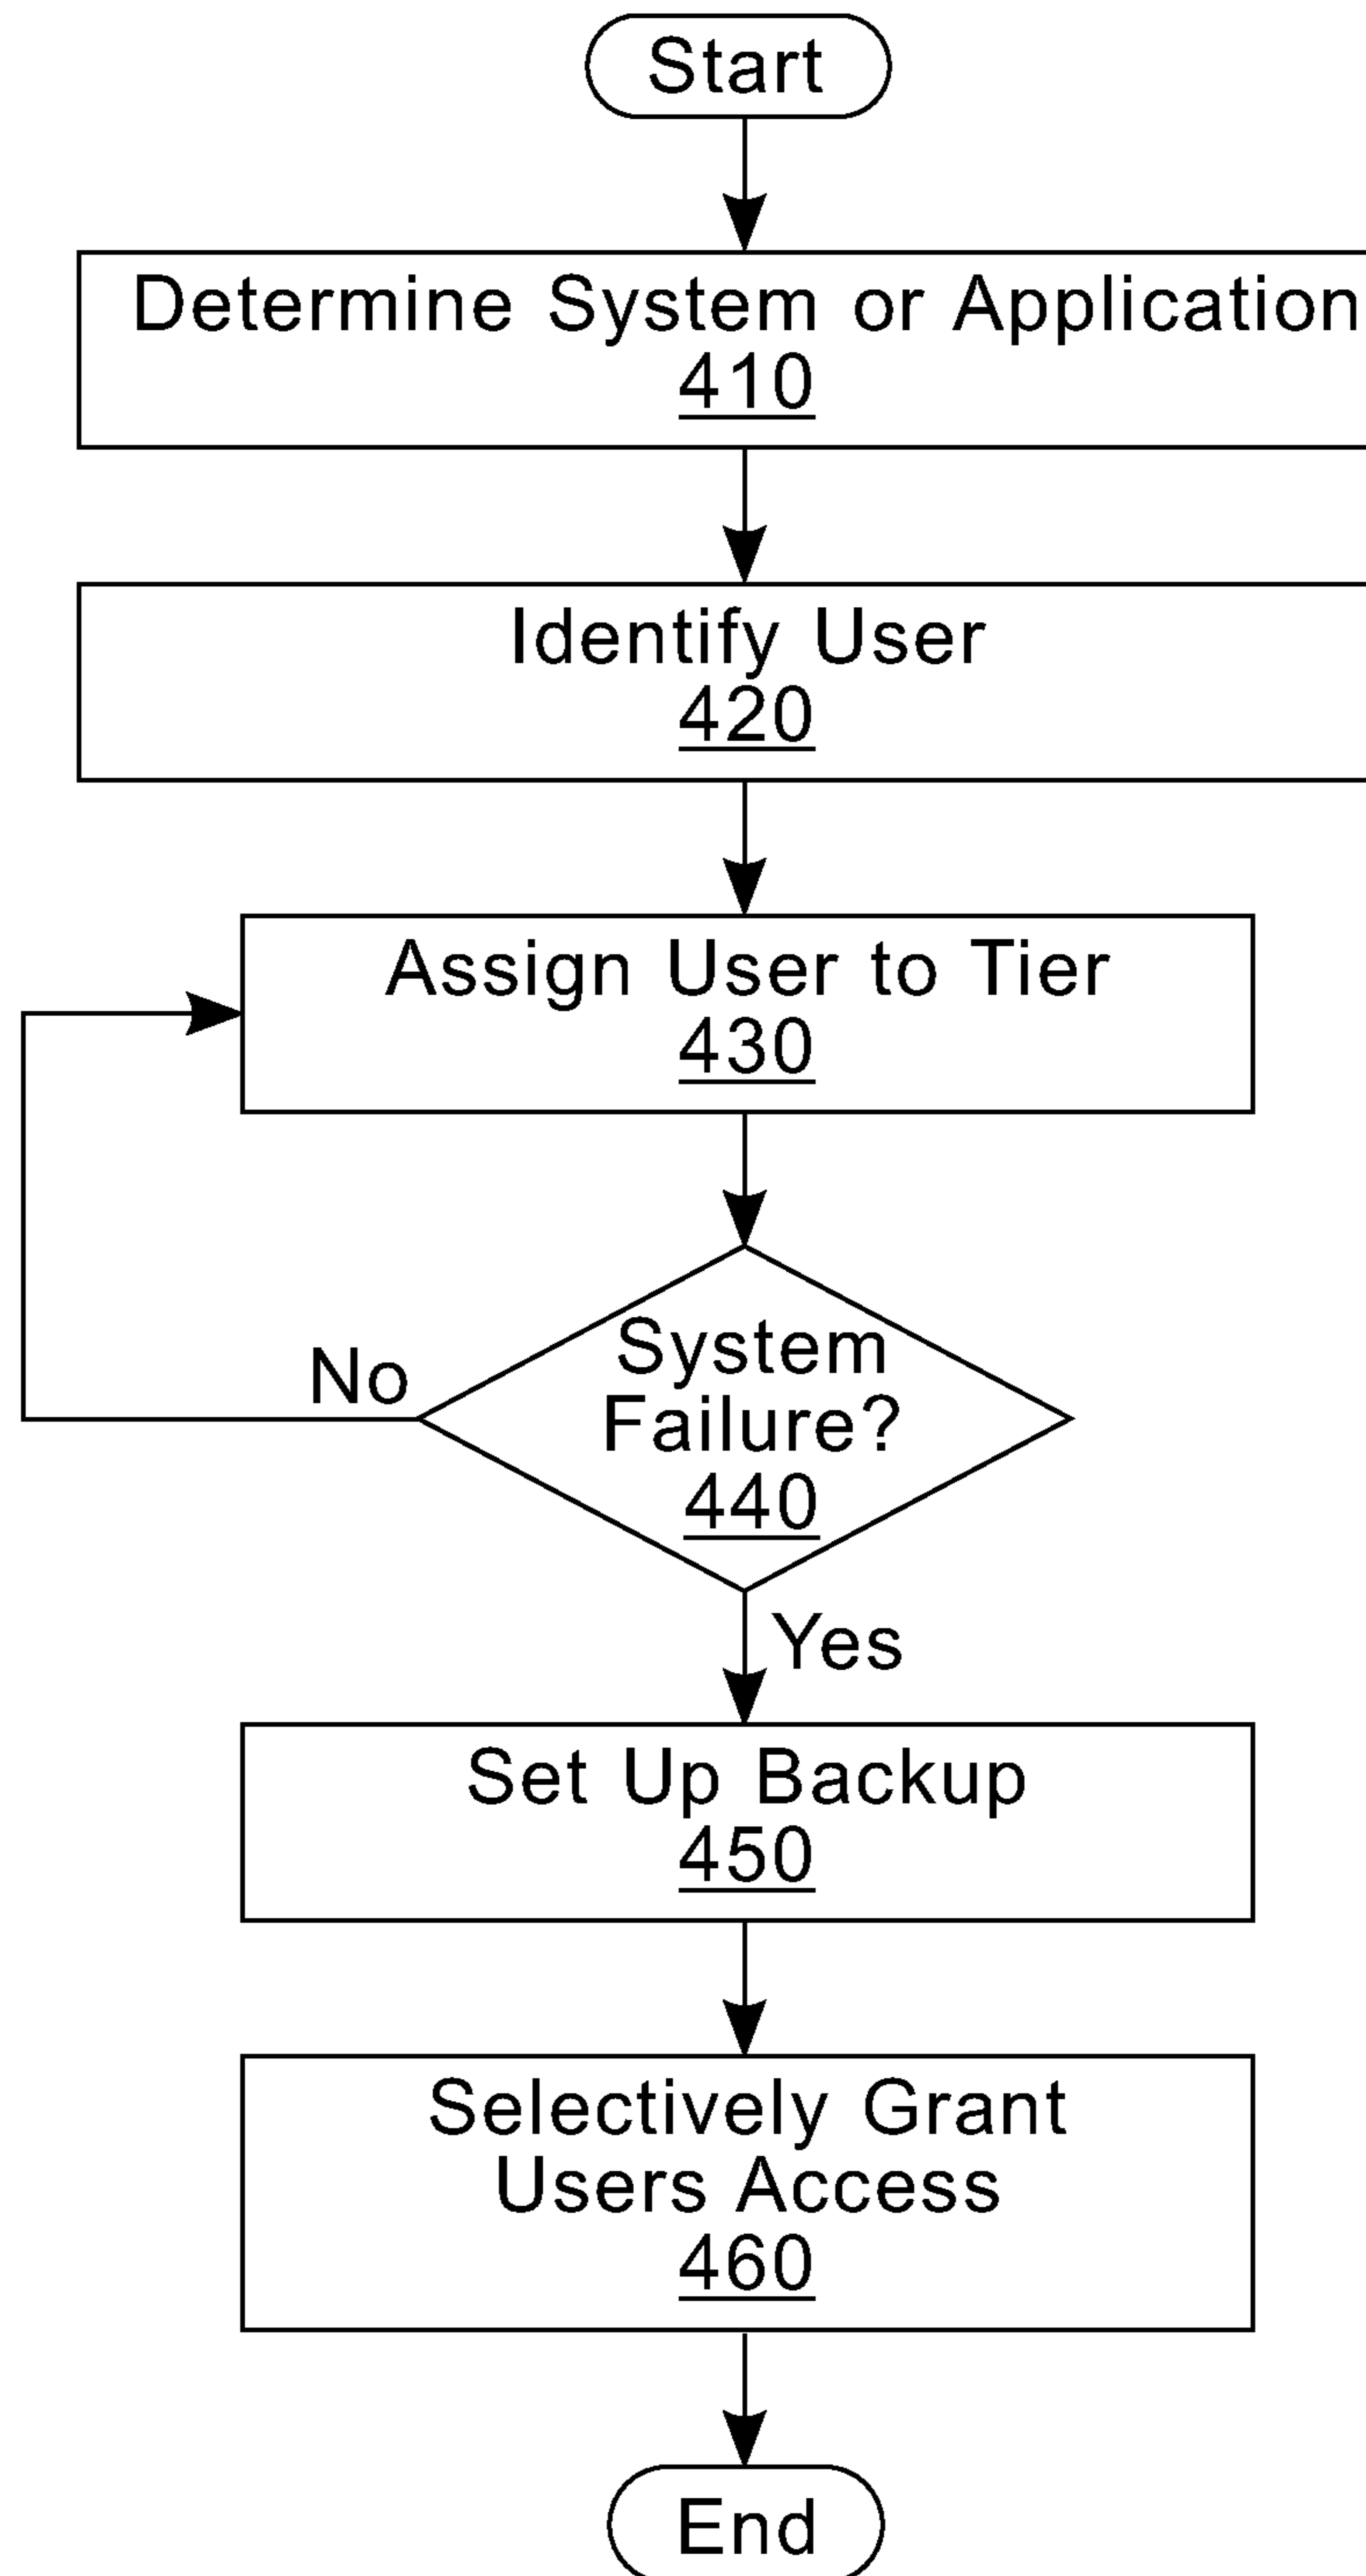 Start
Determine System or Application
410
Identify User
420
Assign User to Tier
430
System
Failure?
440
No
Yes
Set Up Backup
450
Selectively Grant
Users Access
460
End